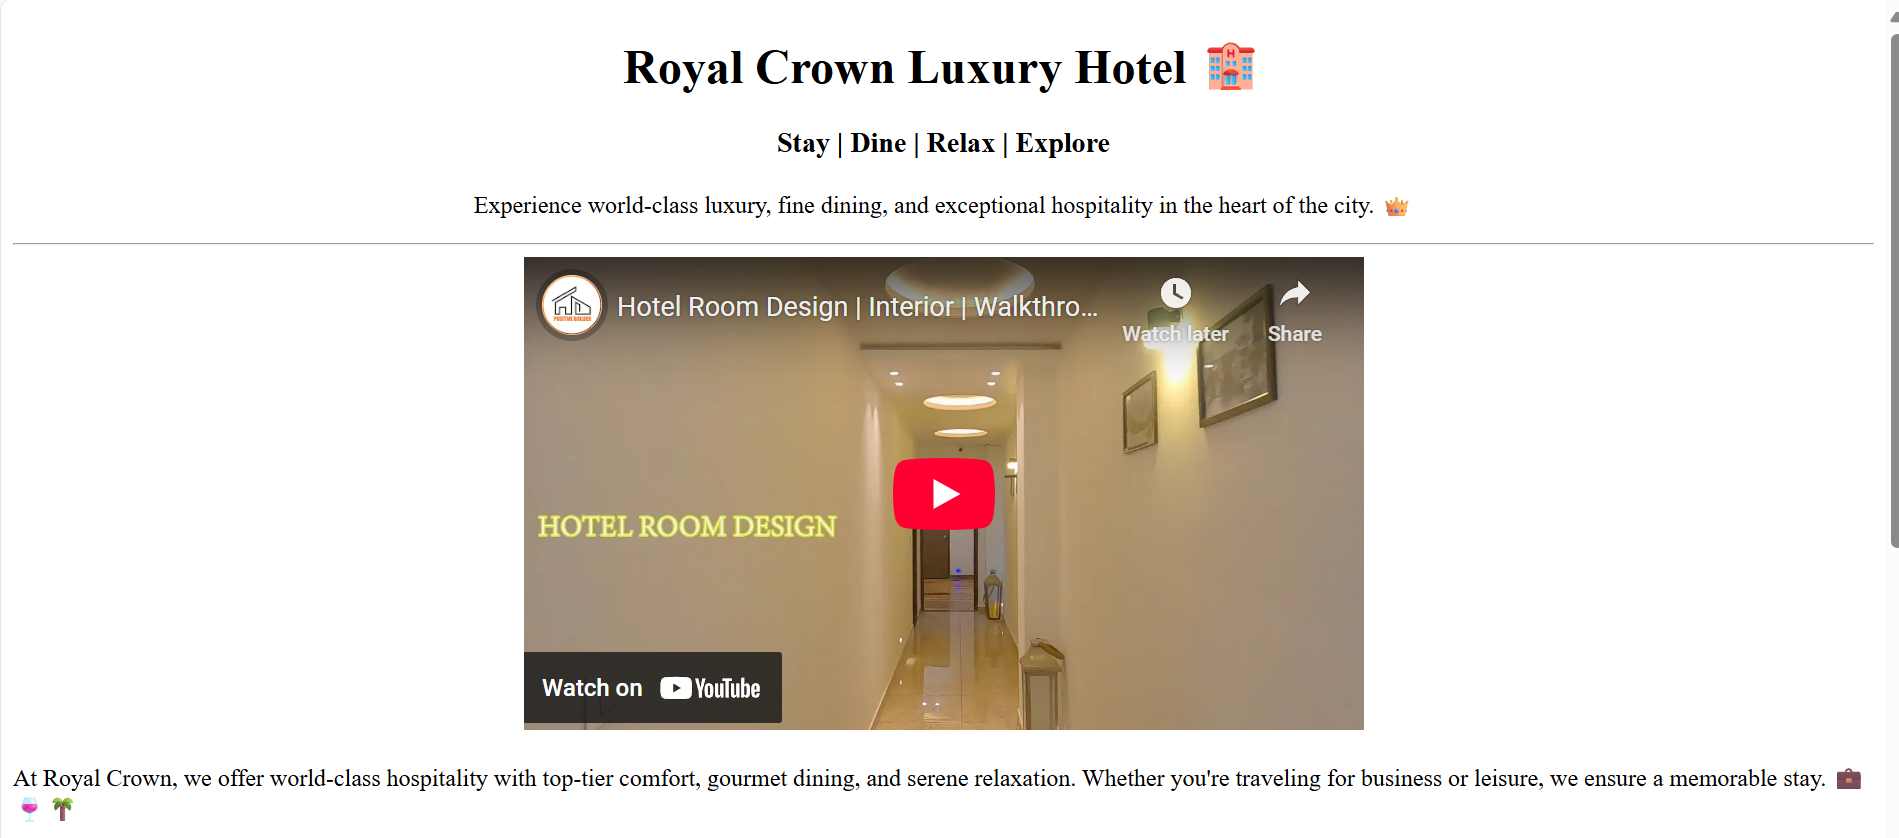 Royal Crown Luxury Hotel 🏨
Stay | Dine | Relax | Explore
Experience world-class luxury, fine dining, and exceptional hospitality in the heart of the city. 👑
POSITIVE BUILDER
Hotel Room Design | Interior | Walkthro...
Watch later
Share
HOTEL ROOM DESIGN
Watch on YouTube
At Royal Crown, we offer world-class hospitality with top-tier comfort, gourmet dining, and serene relaxation. Whether you're traveling for business or leisure, we ensure a memorable stay. 💼
🍷 🌴